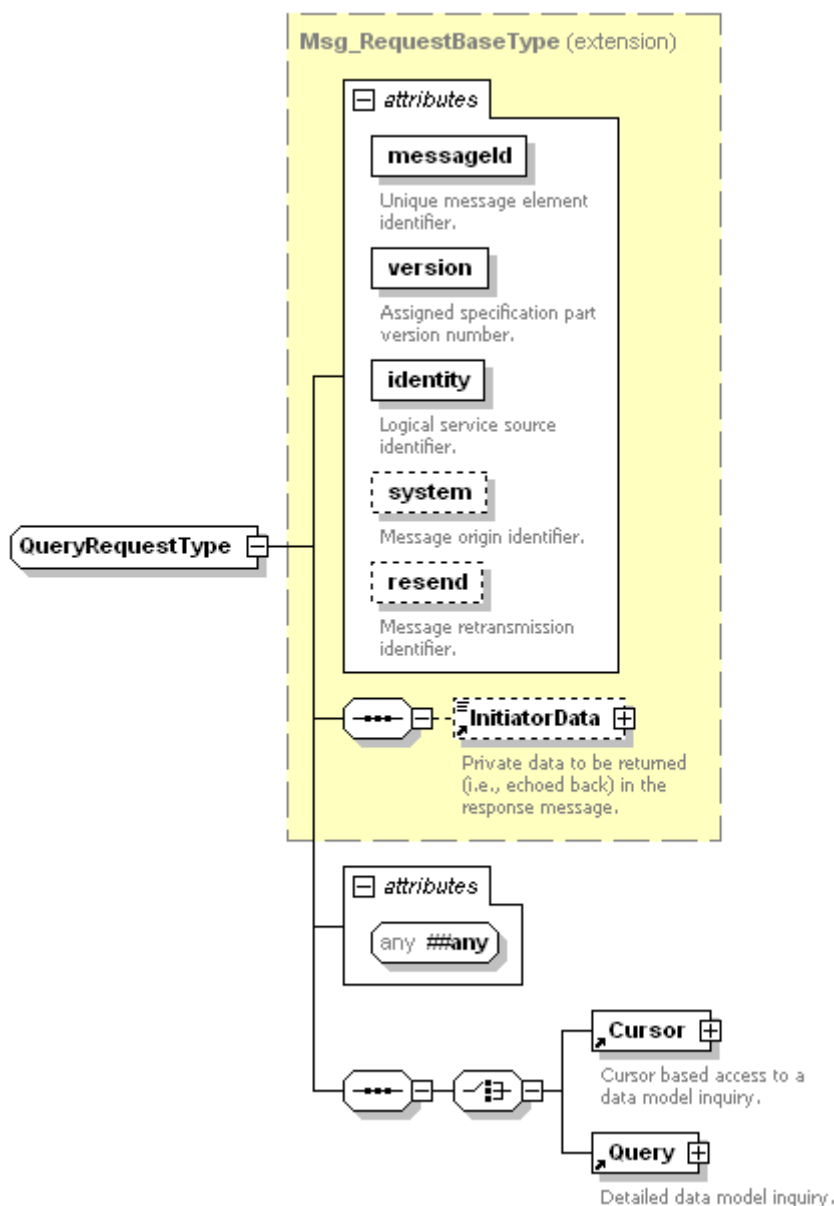 Msg_RequestBaseType (extension)
attributes
messageId
Unique message element
identifier.
version
Assigned specification part
version number.
identity
Logical service source
identifier.
system
Message origin identifier.
QueryRequestType
resend
Message retransmission
identifier.
InitiatorData
Private data to be returned
(i.e., echoed back) in the
response message.
attributes
any ##any
Cursor
Cursor based access to a
data model inquiry.
Query
Detailed data model inquiry.